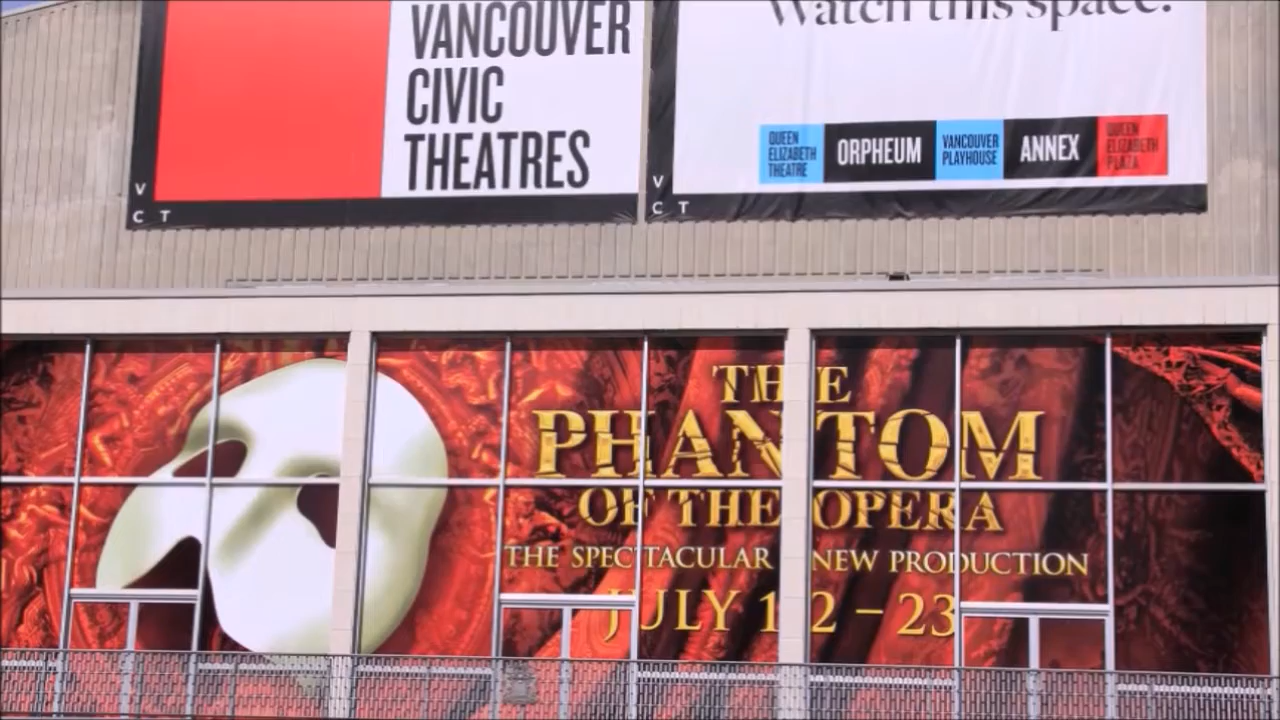 VANCOUVER
CIVIC
THEATRES
V
C T
Watch this space.
QUEEN
ELIZABETH
THEATRE
ORPHEUM
VANCOUVER
PLAYHOUSE
ANNEX
QUEEN
ELIZABETH
PLAZA
V
C T
THE
PHANTOM
OF THE OPERA
THE SPECTACULAR NEW PRODUCTION
JULY 12 – 23